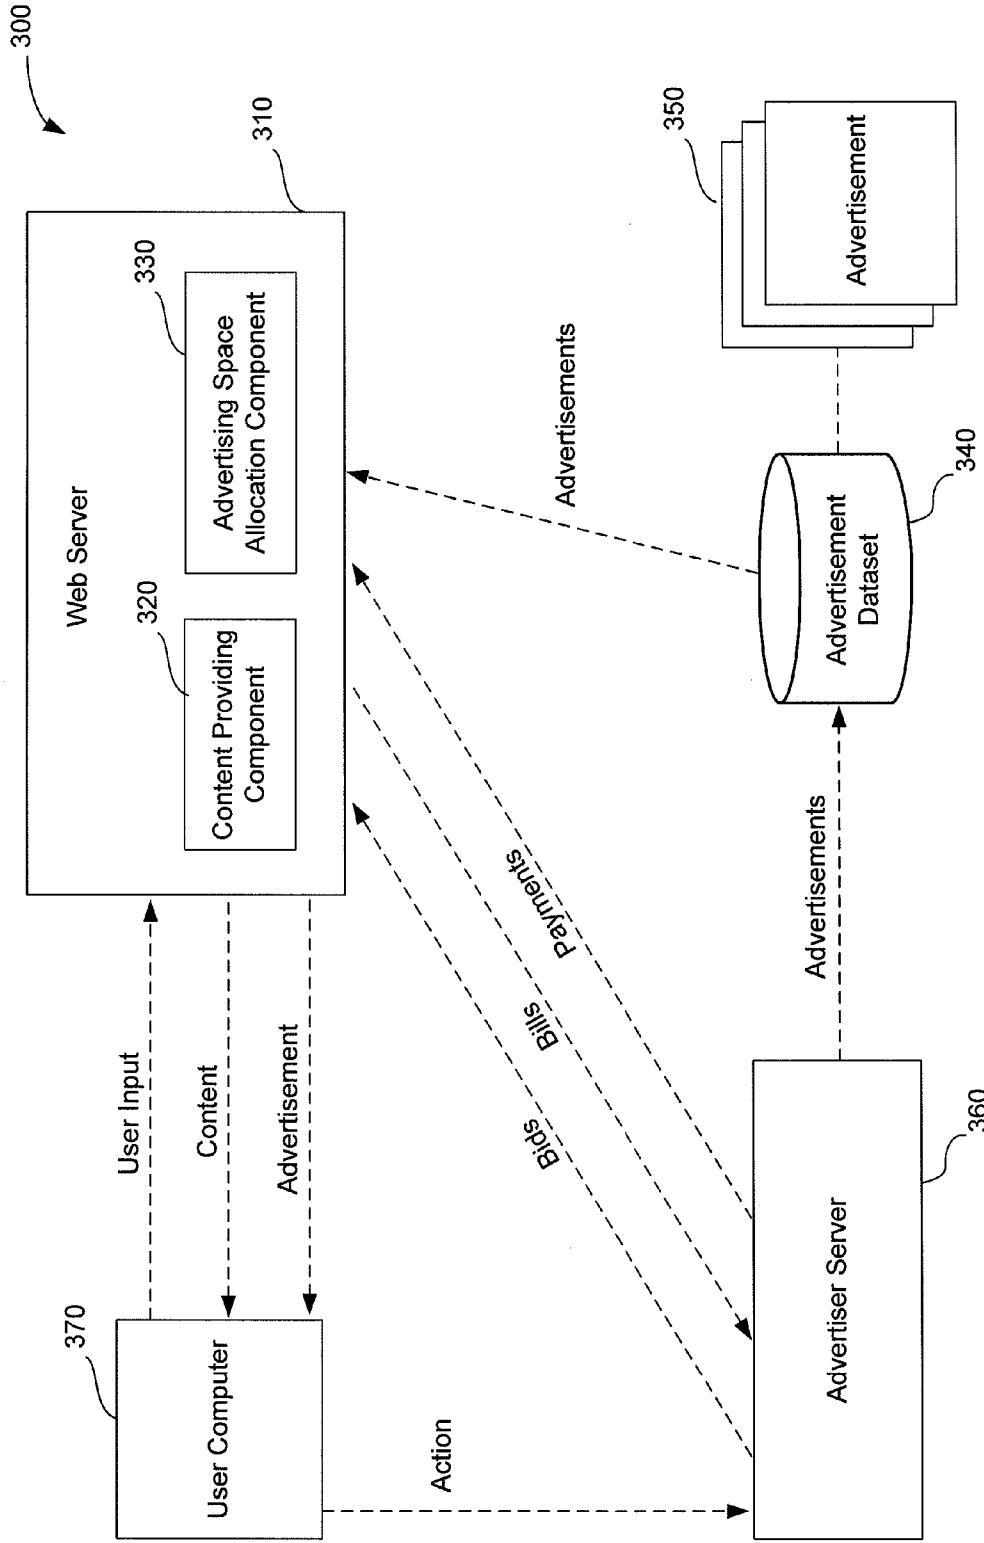 300
310
Web Server
320
Content Providing
Component
330
Advertising Space
Allocation Component
370
User Computer
User Input
Content
Advertisement
Action
Bids
Bills
Payments
Advertisements
360
Advertiser Server
Advertisements
340
Advertisement
Dataset
350
Advertisement